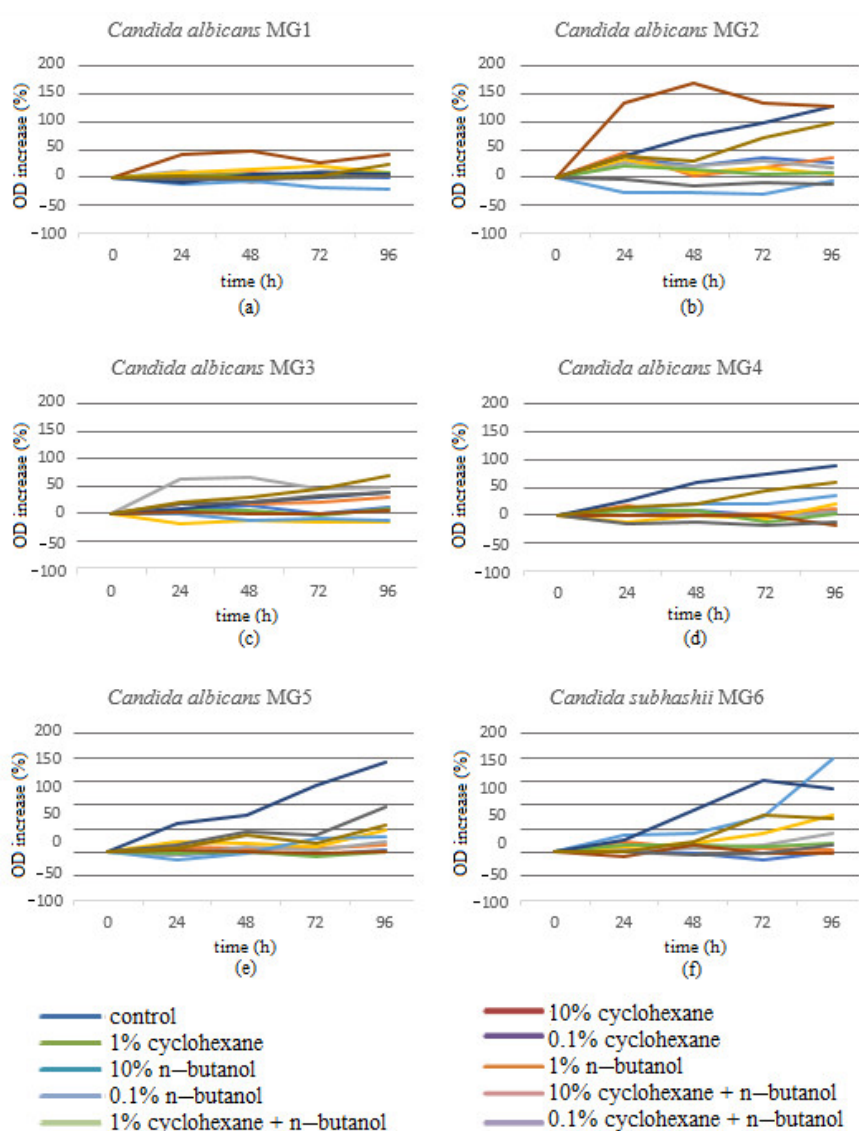 Candida albicans MG1
OD increase (%)
200
150
100
50
0
−50
−100
0 24 48 72 96
time (h)
(a)
Candida albicans MG2
OD increase (%)
200
150
100
50
0
−50
−100
0 24 48 72 96
time (h)
(b)
Candida albicans MG3
OD increase (%)
200
150
100
50
0
−50
−100
0 24 48 72 96
time (h)
(c)
Candida albicans MG4
OD increase (%)
200
150
100
50
0
−50
−100
0 24 48 72 96
time (h)
(d)
Candida albicans MG5
OD increase (%)
200
150
100
50
0
−50
−100
0 24 48 72 96
time (h)
(e)
Candida subhashii MG6
OD increase (%)
200
150
100
50
0
−50
−100
0 24 48 72 96
time (h)
(f)
control
1% cyclohexane
10% n−butanol
0.1% n−butanol
1% cyclohexane + n−butanol
10% cyclohexane
0.1% cyclohexane
1% n−butanol
10% cyclohexane + n−butanol
0.1% cyclohexane + n−butanol